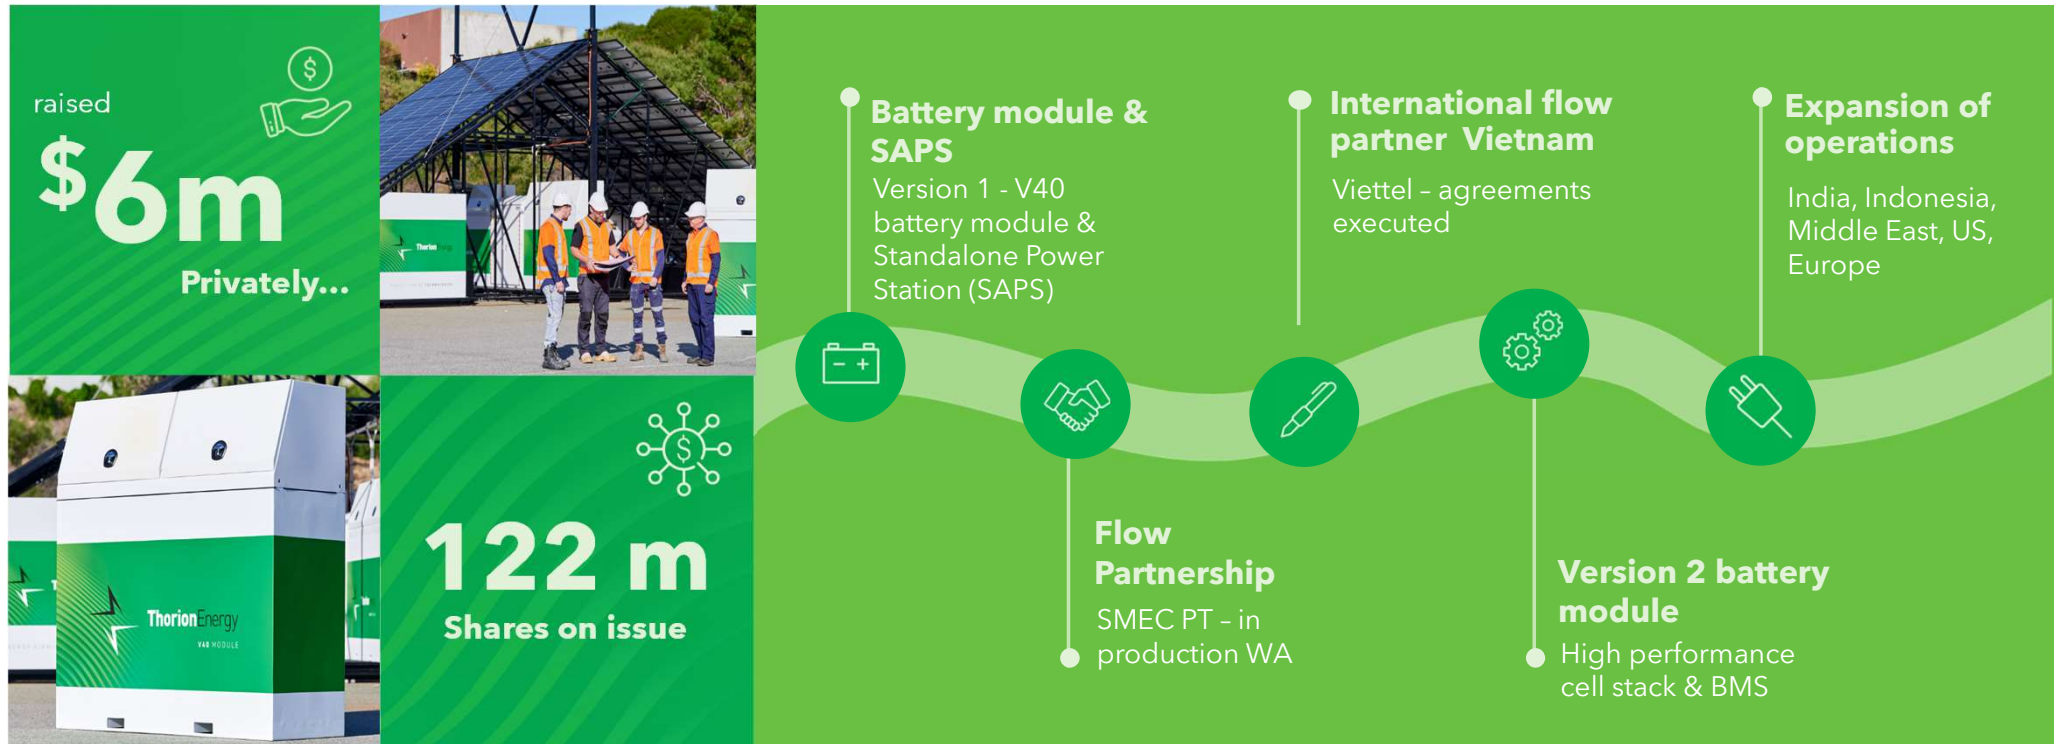 raised
$6m
Privately...
Thorion Energy
ThorionEnergy
V40 MODULE
122 m
Shares on issue
Battery module &
SAPS
Version 1 - V40
battery module &
Standalone Power
Station (SAPS)
Flow
Partnership
SMEC PT – in
production WA
International flow
partner Vietnam
Viettel – agreements
executed
Version 2 battery
module
High performance
cell stack & BMS
Expansion of
operations
India, Indonesia,
Middle East, US,
Europe